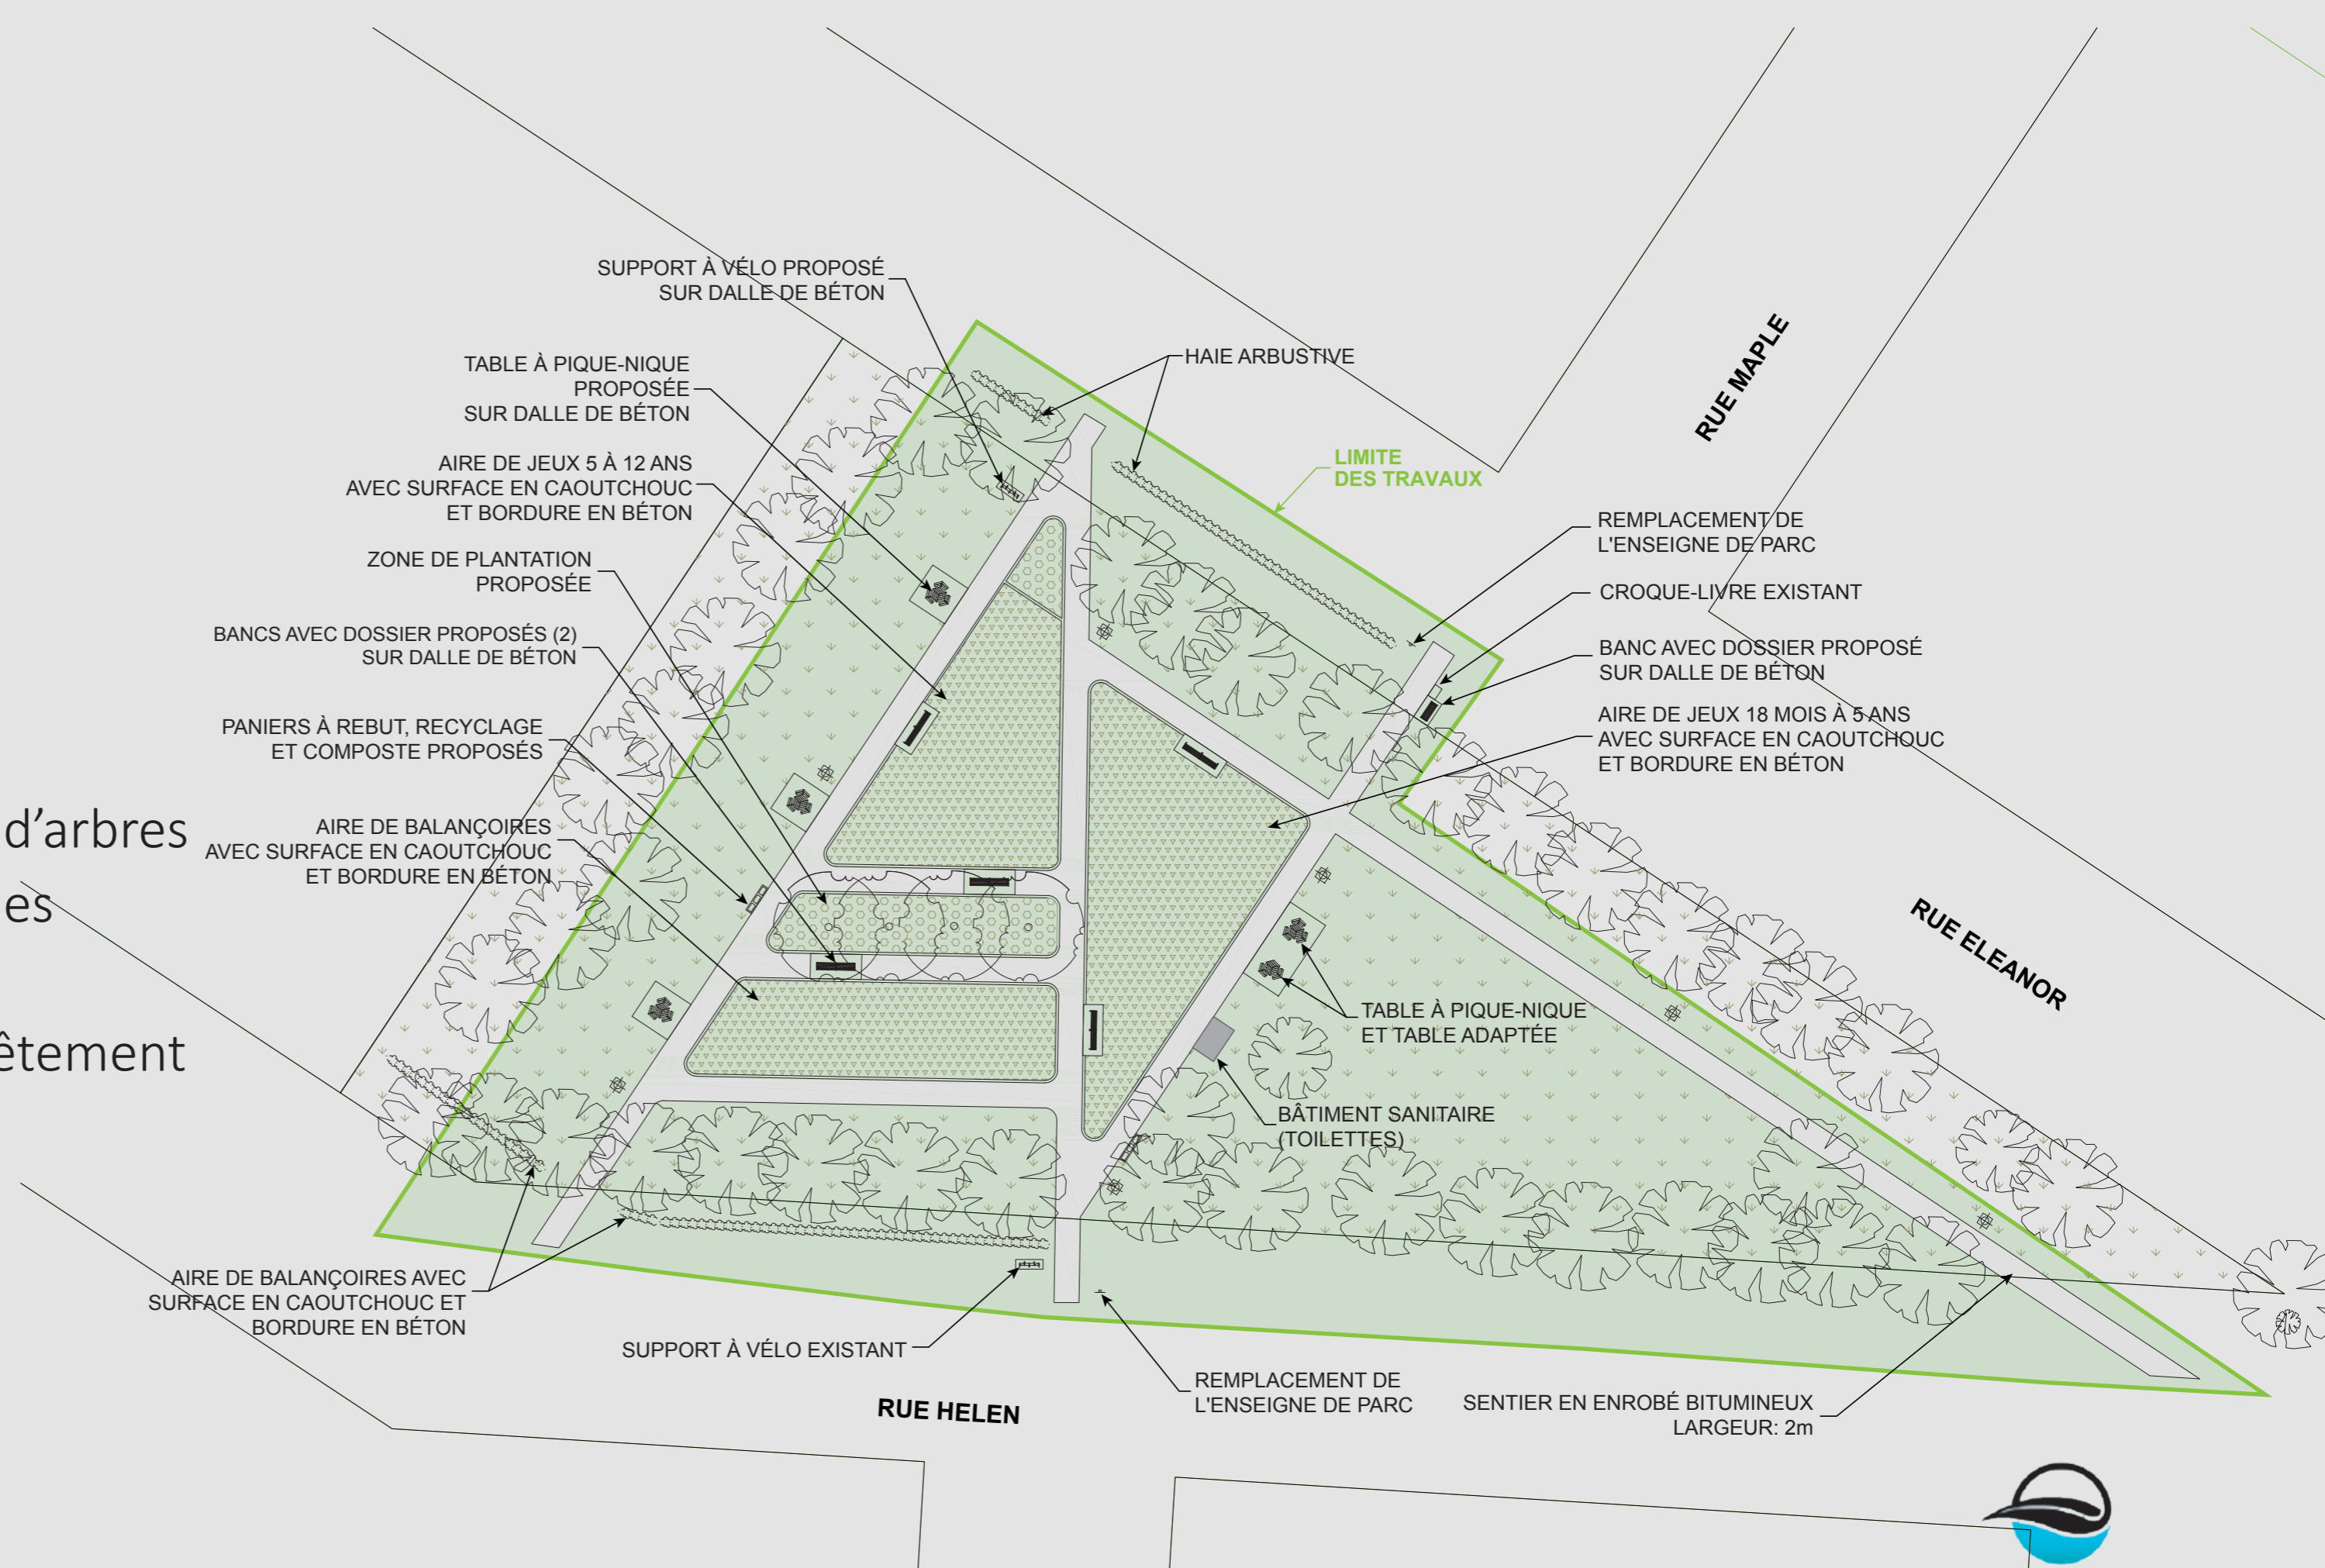 SUPPORT À VÉLO PROPOSÉ
SUR DALLE DE BÉTON
TABLE À PIQUE-NIQUE
PROPOSÉE
SUR DALLE DE BÉTON
AIRE DE JEUX 5 À 12 ANS
AVEC SURFACE EN CAOUTCHOUC
ET BORDURE EN BÉTON
ZONE DE PLANTATION
PROPOSÉE
BANCS AVEC DOSSIER PROPOSÉS (2)
SUR DALLE DE BÉTON
PANIERS À REBUT, RECYCLAGE
ET COMPOSTE PROPOSÉS
AIRE DE BALANÇOIRES
AVEC SURFACE EN CAOUTCHOUC
ET BORDURE EN BÉTON
d’arbres
es
êtement
AIRE DE BALANÇOIRES AVEC
SURFACE EN CAOUTCHOUC ET
BORDURE EN BÉTON
SUPPORT À VÉLO EXISTANT
RUE HELEN
HAIE ARBUSTIVE
LIMITE
DES TRAVAUX
RUE MAPLE
REMPLACEMENT DE
L'ENSEIGNE DE PARC
CROQUE-LIVRE EXISTANT
BANC AVEC DOSSIER PROPOSÉ
SUR DALLE DE BÉTON
AIRE DE JEUX 18 MOIS À 5 ANS
AVEC SURFACE EN CAOUTCHOUC
ET BORDURE EN BÉTON
RUE ELEANOR
TABLE À PIQUE-NIQUE
ET TABLE ADAPTÉE
BÂTIMENT SANITAIRE
(TOILETTES)
REMPLACEMENT DE
L'ENSEIGNE DE PARC
SENTIER EN ENROBÉ BITUMINEUX
LARGEUR: 2m